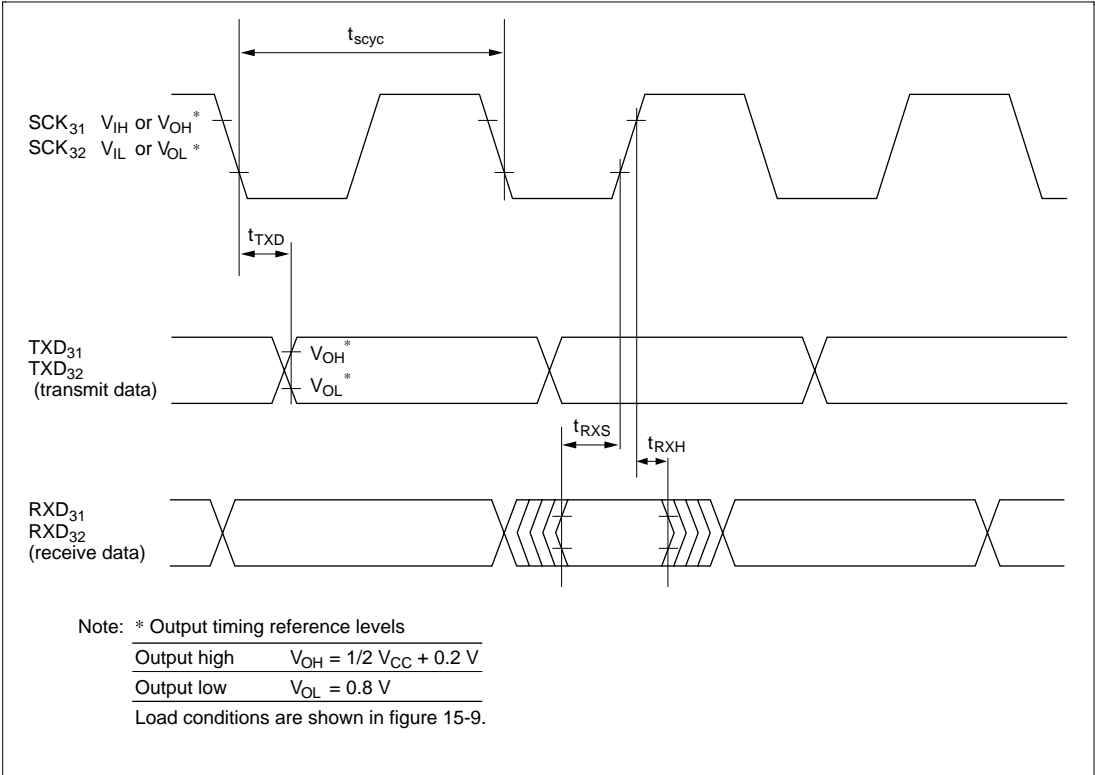 tscyc
SCK31 VIH or VOH*
SCK32 VIL or VOL *
tTXD
TXD31
TXD32
(transmit data)
VOH*
VOL*
tRXS
tRXH
RXD31
RXD32
(receive data)
Note: * Output timing reference levels
Output high VOH = 1/2 VCC + 0.2 V
Output low VOL = 0.8 V
Load conditions are shown in figure 15-9.